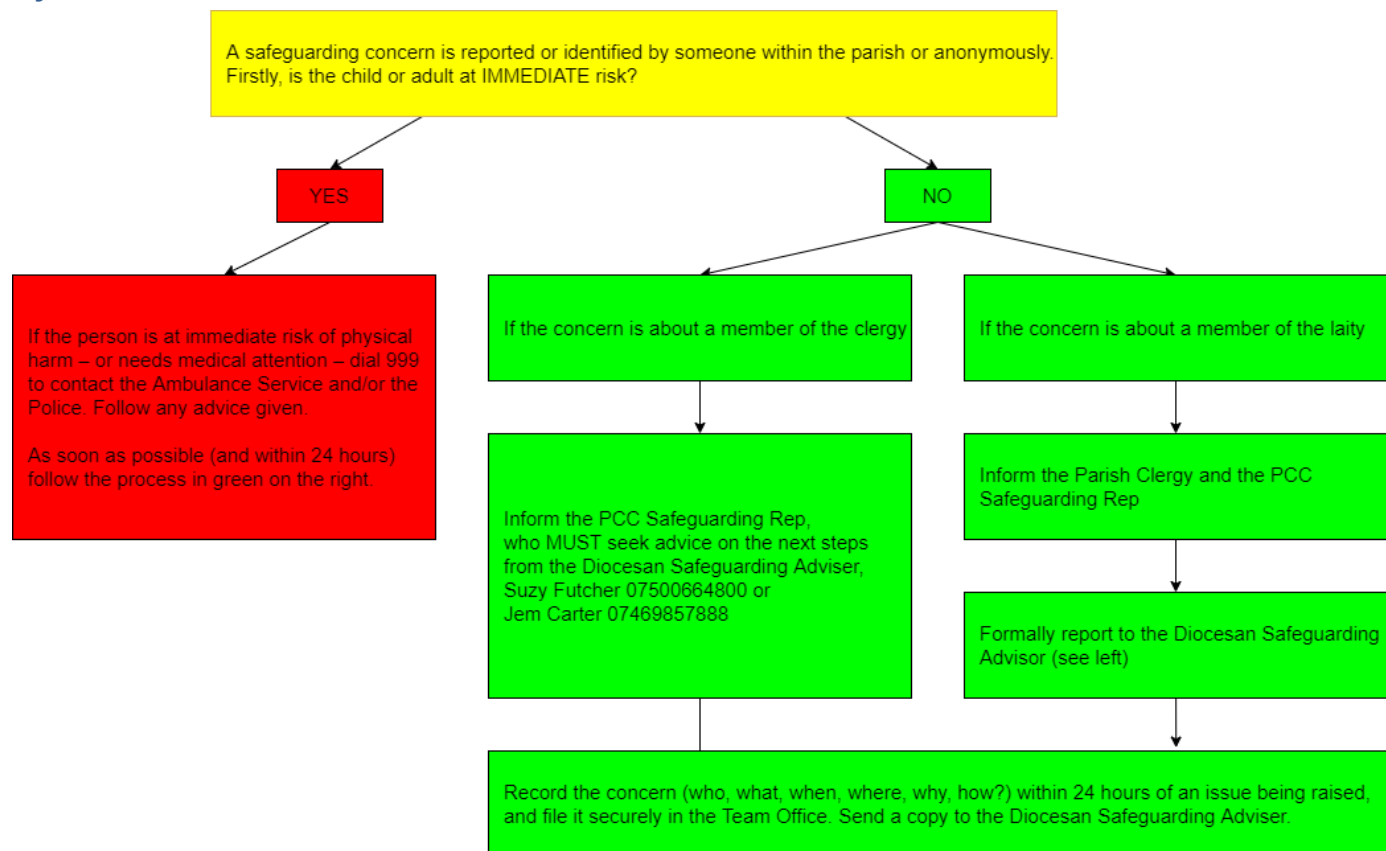 A safeguarding concern is reported or identified by someone within the parish or anonymously.
Firstly, is the child or adult at IMMEDIATE risk?
YES
NO
If the person is at immediate risk of physical
harm – or needs medical attention – dial 999
to contact the Ambulance Service and/or the
Police. Follow any advice given.
As soon as possible (and within 24 hours)
follow the process in green on the right.
If the concern is about a member of the clergy
If the concern is about a member of the laity
Inform the PCC Safeguarding Rep,
who MUST seek advice on the next steps
from the Diocesan Safeguarding Adviser,
Suzy Futcher 07500664800 or
Jem Carter 07469857888
Inform the Parish Clergy and the PCC
Safeguarding Rep
Formally report to the Diocesan Safeguarding
Advisor (see left)
Record the concern (who, what, when, where, why, how?) within 24 hours of an issue being raised,
and file it securely in the Team Office. Send a copy to the Diocesan Safeguarding Adviser.